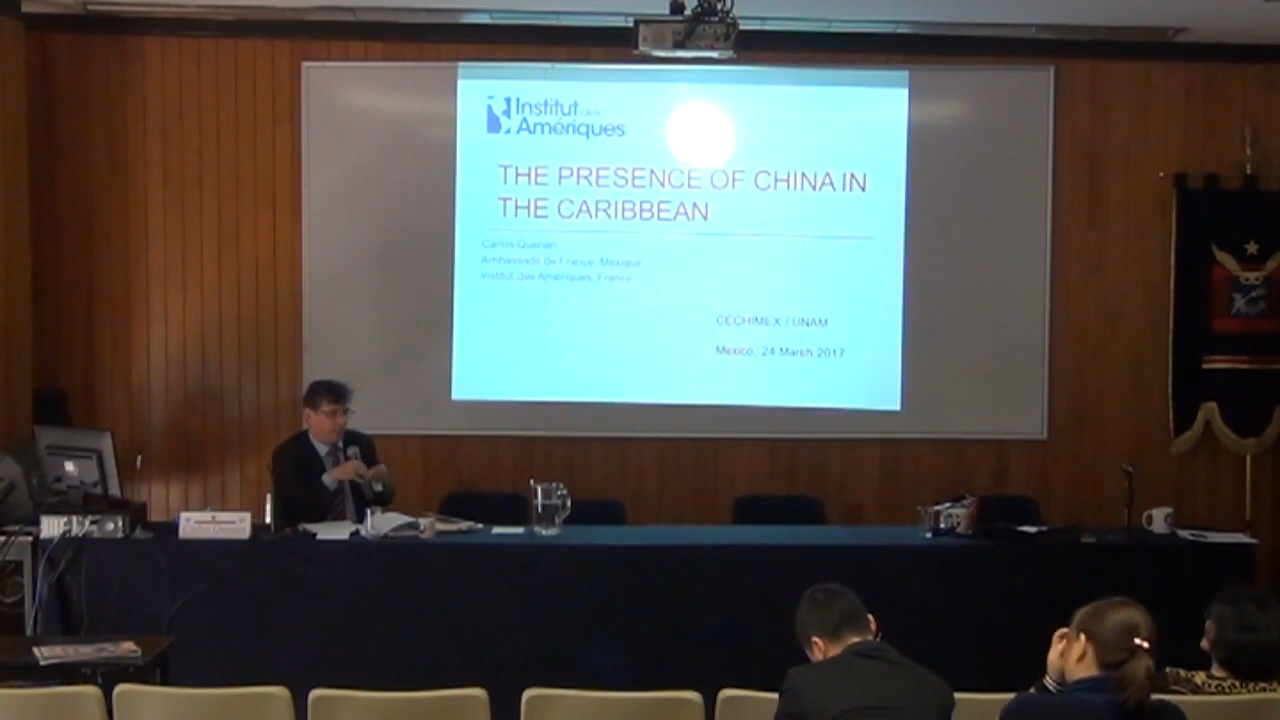 Institut des
Amériques
THE PRESENCE OF CHINA IN
THE CARIBBEAN
Carlos Quenan
Ambassade de France, Mexique
Institut des Amériques, France
CECHIMEX / UNAM
Mexico, 24 Marsh 2017